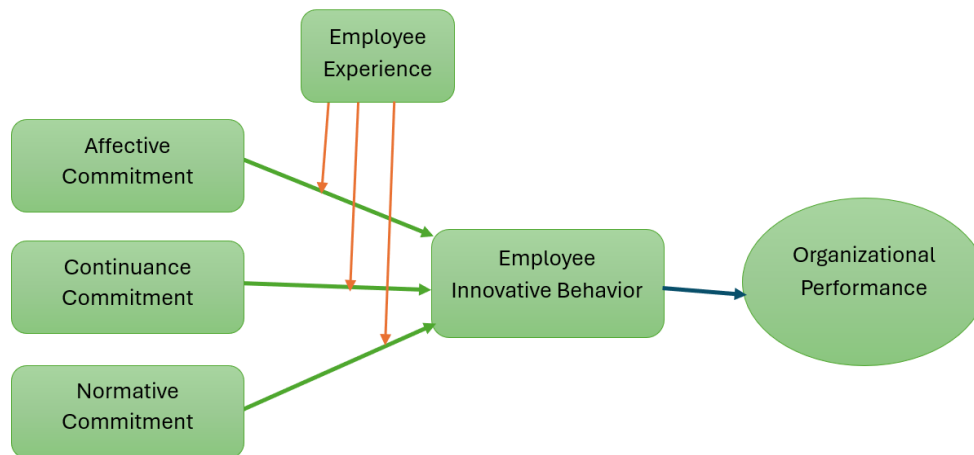 Employee
Experience
Affective
Commitment
Continuance
Commitment
Employee
Innovative Behavior
Organizational
Performance
Normative
Commitment